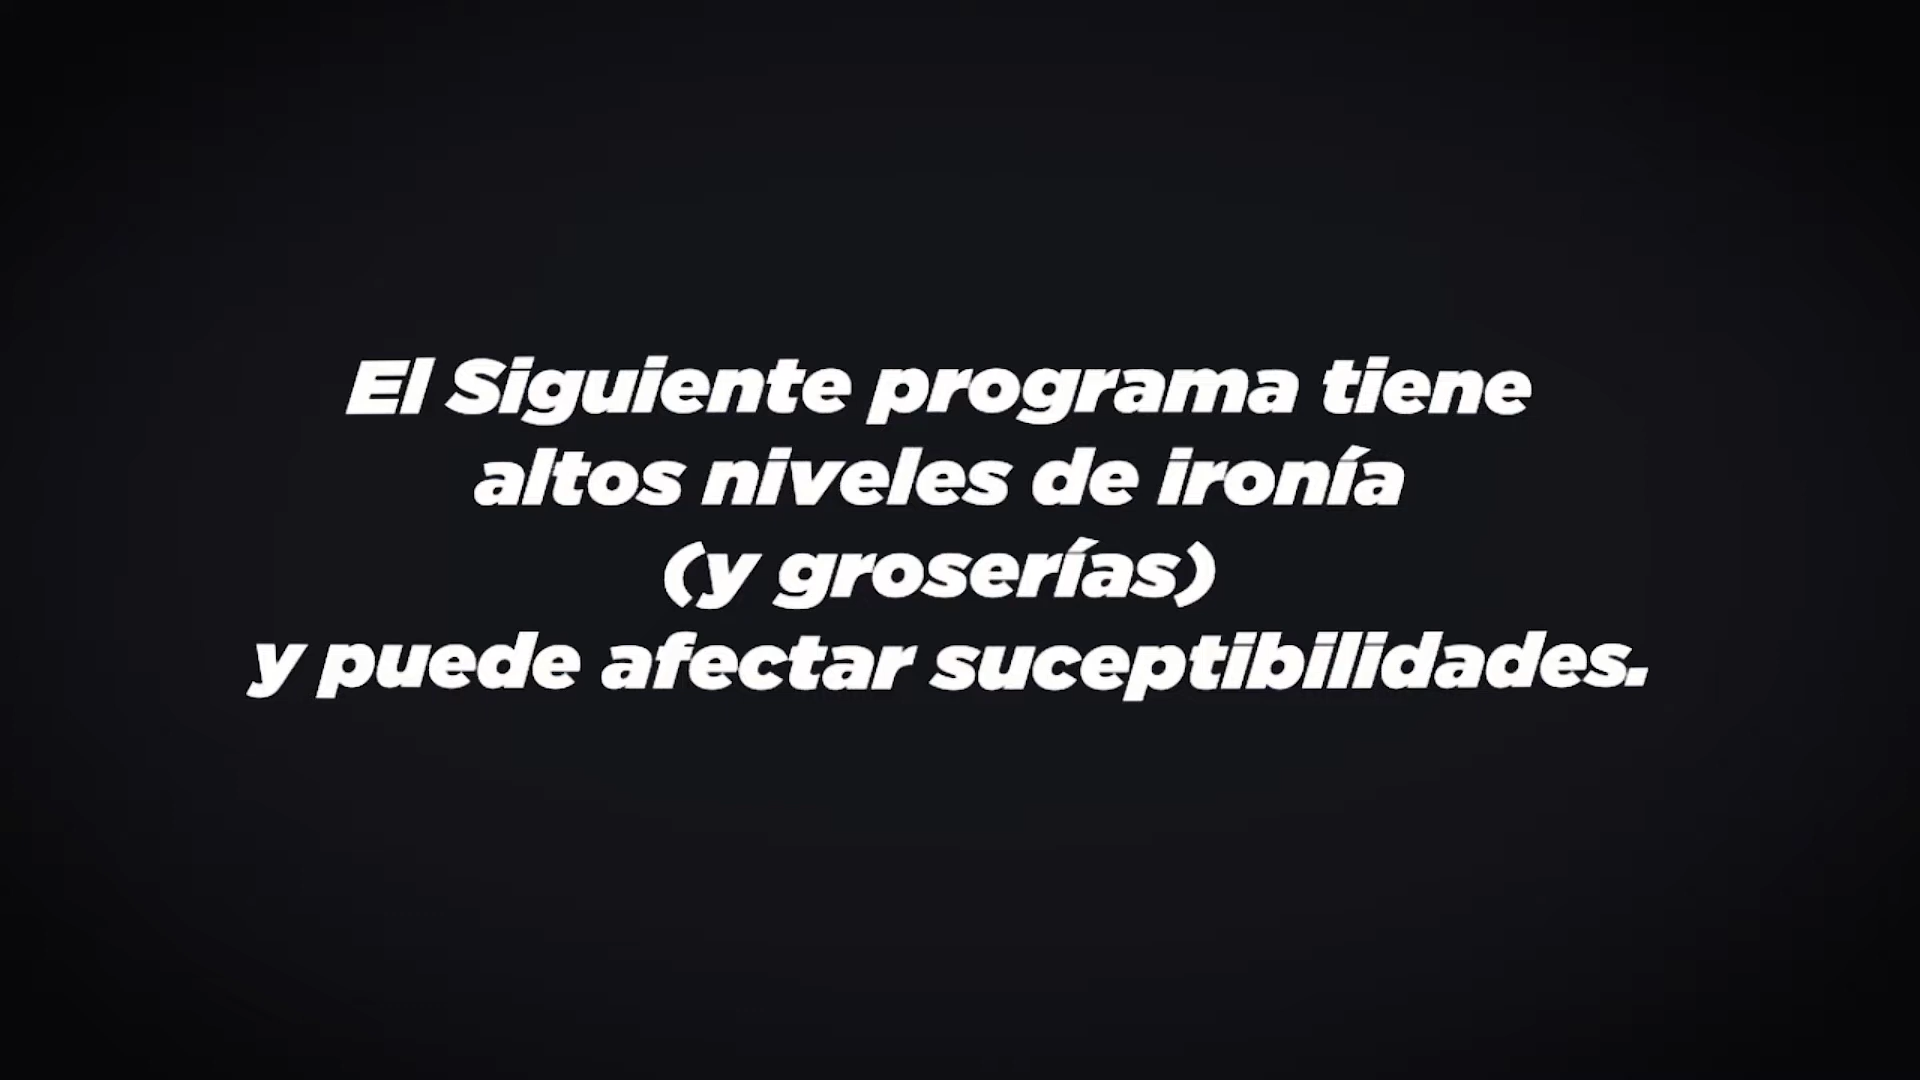 El Siguiente programa tiene
altos niveles de ironía
(y groserías)
y puede afectar suceptibilidades.